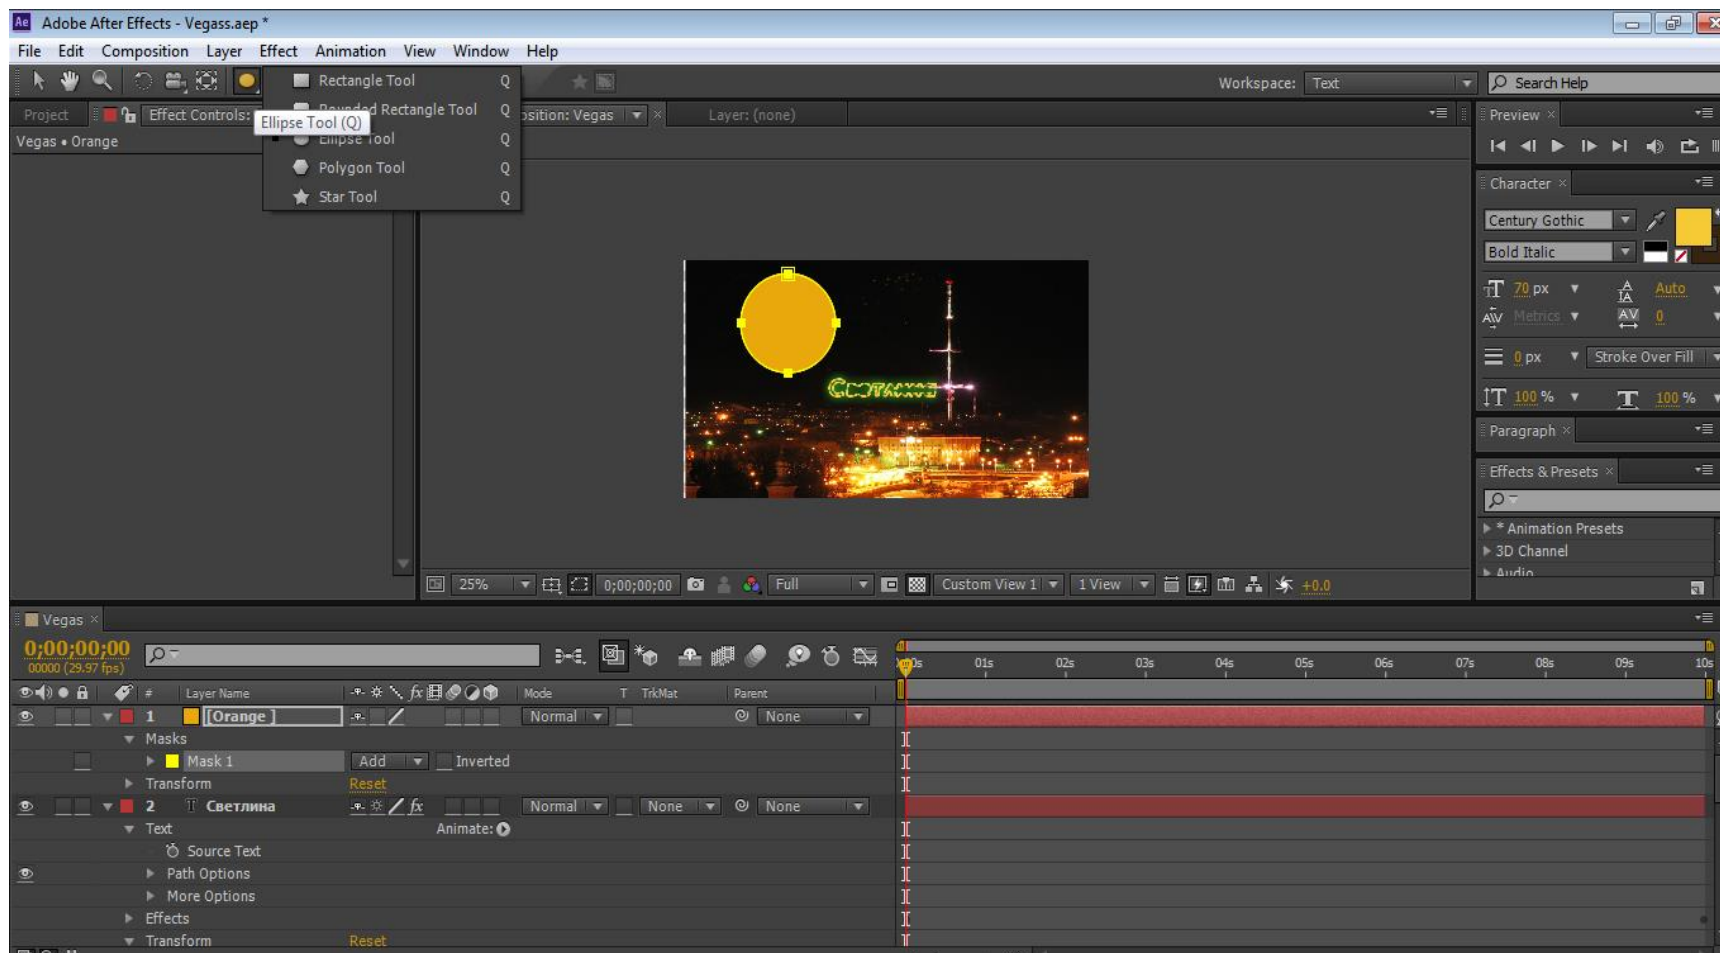 Ae Adobe After Effects - Vegass.aep *
File Edit Composition Layer Effect Animation View Window Help
Rectangle Tool Q
Workspace: Text
Search Help
Rounded Rectangle Tool Q
Project
Effect Controls:
Ellipse Tool (Q)
osition: Vegas
Layer: (none)
Preview
Vegas • Orange
Ellipse Tool Q
Polygon Tool Q
Star Tool Q
Character
Century Gothic
Bold Italic
70 px
Auto
Metrics
AV
0
0 px
Stroke Over Fill
100 %
100 %
Paragraph
Effects & Presets
* Animation Presets
3D Channel
Audio
25%
0;00;00;00
Full
Custom View 1
1 View
+0.0
Vegas
0;00;00;00
00000 (29.97 fps)
01s 02s 03s 04s 05s 06s 07s 08s 09s 10s
# Layer Name fx Mode T TrkMat Parent
1 [Orange ] Normal None
Masks
Mask 1 Add Inverted
Transform Reset
2 T Светлина fx Normal None None
Text Animate:
Source Text
Path Options
More Options
Effects
Transform Reset